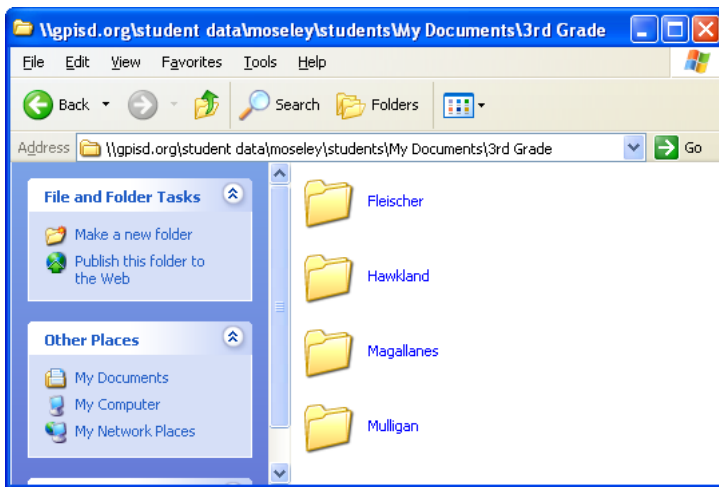 \\gpisd.org\student data\moseley\students\My Documents\3rd Grade
File Edit View Favorites Tools Help
Back Search Folders
Address \\gpisd.org\student data\moseley\students\My Documents\3rd Grade Go
File and Folder Tasks
Make a new folder
Publish this folder to
the Web
Other Places
My Documents
My Computer
My Network Places
Fleischer
Hawkland
Magallanes
Mulligan